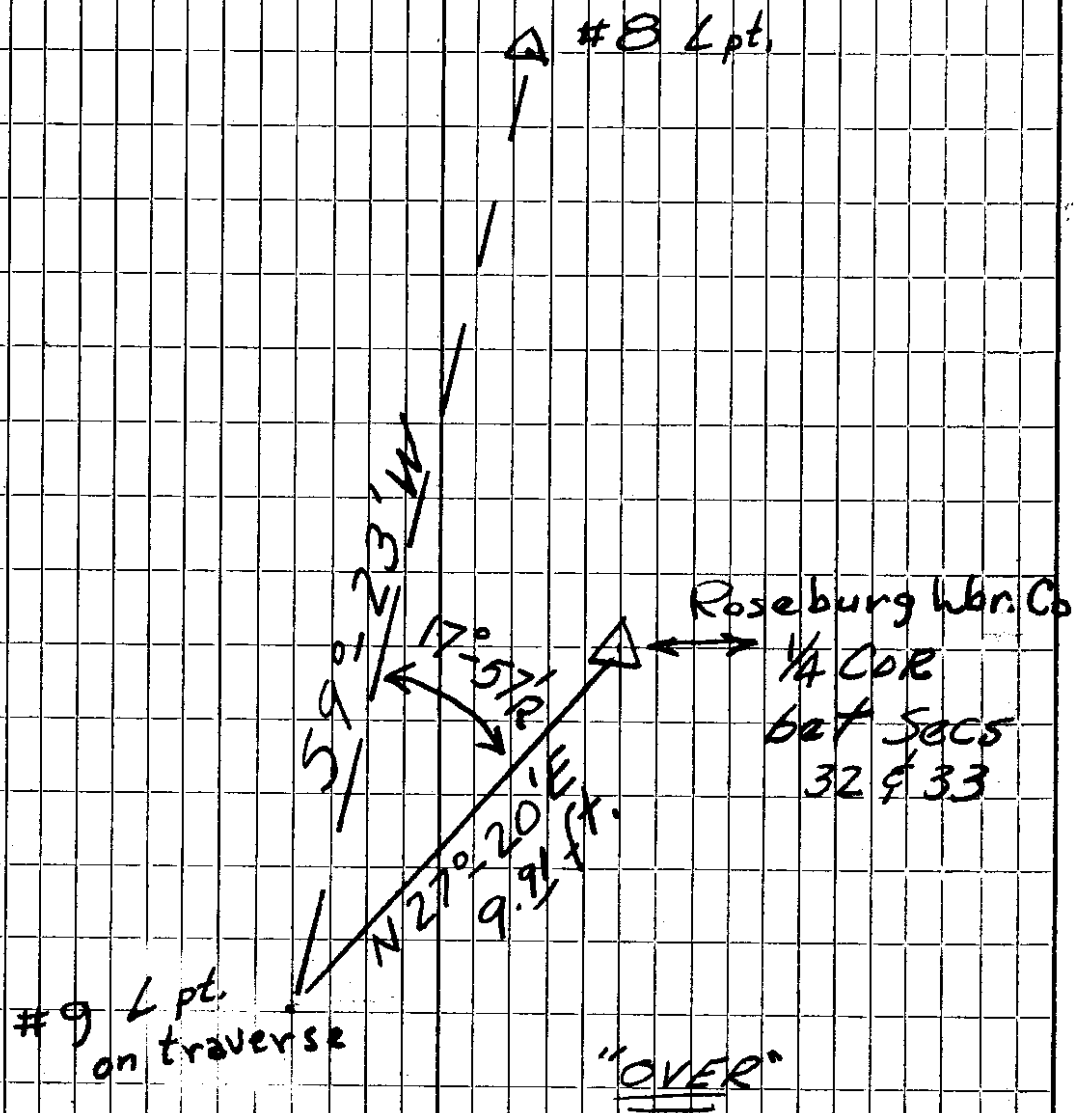 #8 ∠ pt.
S 9°-23'W
17°-57'R
Roseburg Lbr. Co
1/4 COR
bet Secs
32 & 33
N 27°-20'E
9.91 ft.
#9 ∠ pt.
on traverse
"OVER"